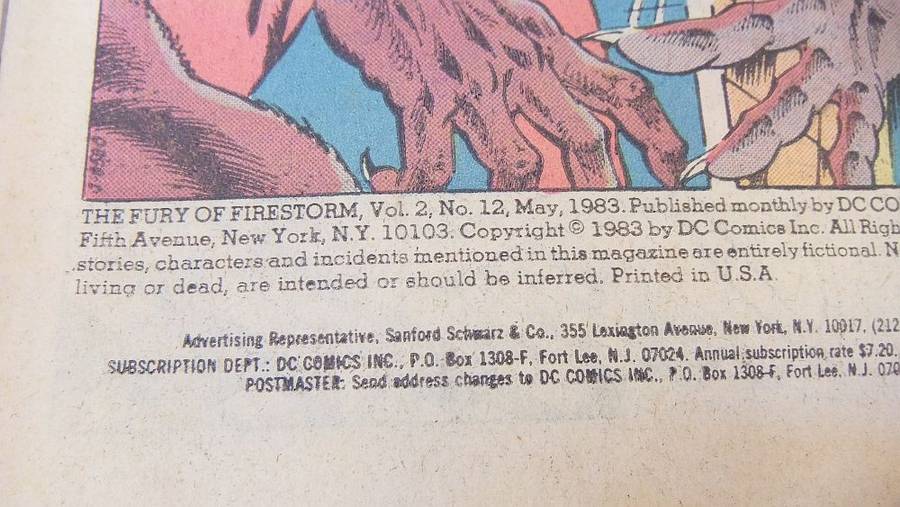 THE FURY OF FIRESTORM, Vol. 2, No. 12, May, 1983. Published monthly by DC CO
Fifth Avenue, New York, N.Y. 10103. Copyright © 1983 by DC Comics Inc. All Righ
stories, characters and incidents mentioned in this magazine are entirely fictional. N
living or dead, are intended or should be inferred. Printed in U.S.A.
Advertising Representative, Sanford Schwarz & Co., 355 Lexington Avenue, New York, N.Y. 10017, (212
SUBSCRIPTION DEPT.: DC COMICS INC., P.O. Box 1308-F, Fort Lee, N.J. 07024. Annual subscription rate $7.20.
POSTMASTER: Send address changes to DC COMICS INC., P.O. Box 1308-F, Fort Lee, N.J. 070